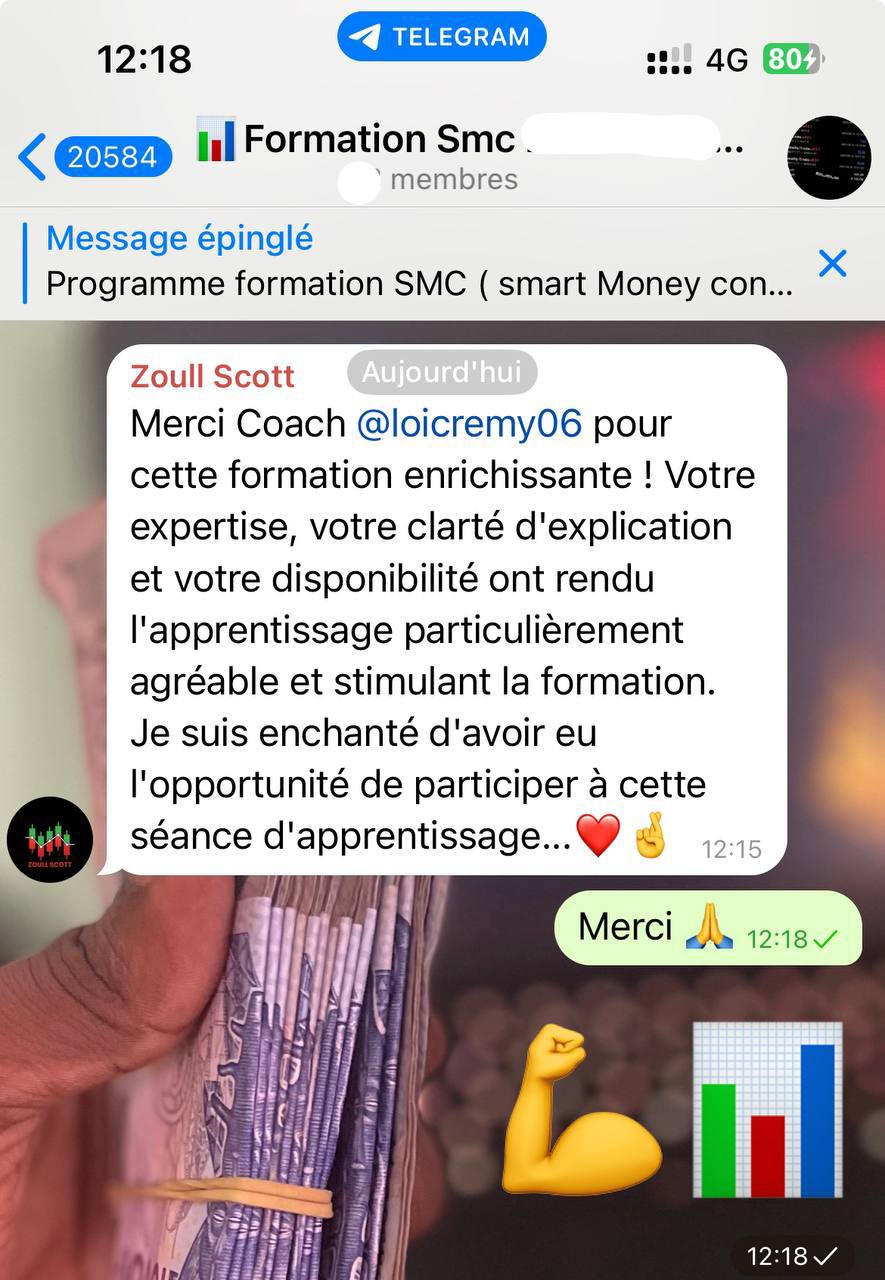 12:18
TELEGRAM
4G
80
20584
📊 Formation Smc
...
membres
Message épinglé
Programme formation SMC ( smart Money con...
Zoull Scott
Aujourd'hui
Merci Coach @loicremy06 pour
cette formation enrichissante ! Votre
expertise, votre clarté d'explication
et votre disponibilité ont rendu
l'apprentissage particulièrement
agréable et stimulant la formation.
Je suis enchanté d'avoir eu
l'opportunité de participer à cette
séance d'apprentissage...❤️🤞
12:15
ZOULL SCOTT
Merci 🙏
12:18
💪📊
12:18